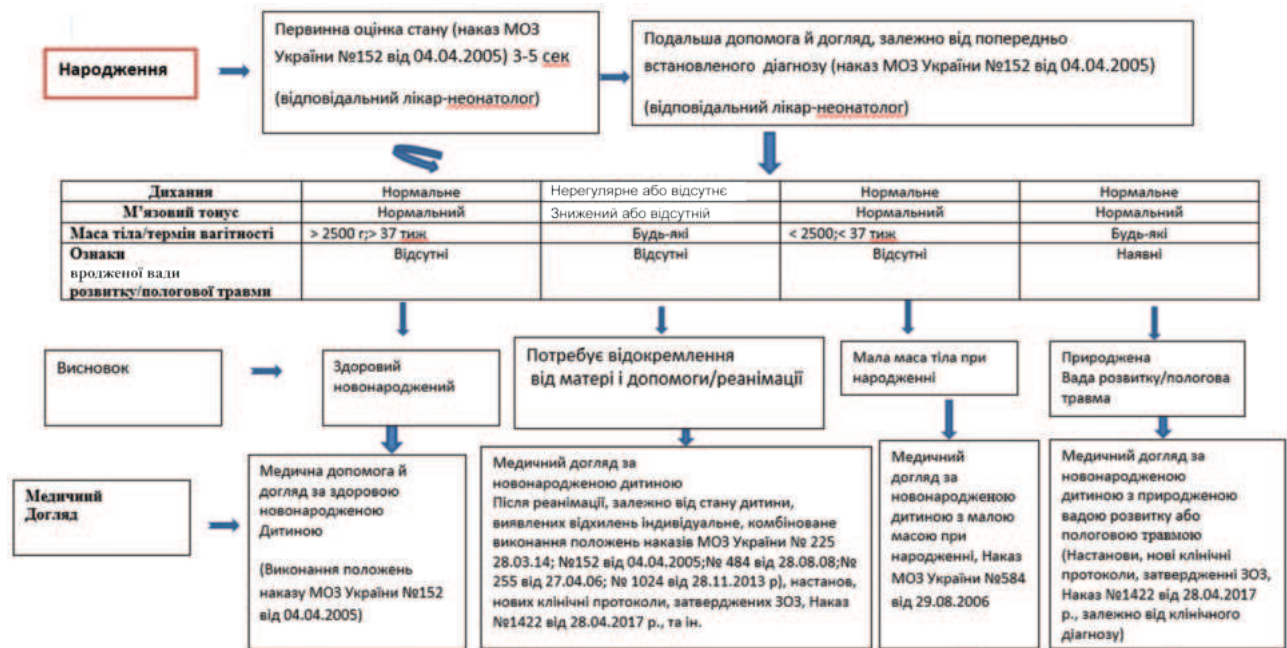 Народження
Первинна оцінка стану (наказ МОЗ
України №152 від 04.04.2005) 3-5 сек
(відповідальний лікар-неонатолог)
Подальша допомога й догляд, залежно від попередньо
встановленого діагнозу (наказ МОЗ України №152 від 04.04.2005)
(відповідальний лікар-неонатолог)
Дихання Нормальне Нерегулярне або відсутнє Нормальне Нормальне
М'язовий тонус Нормальний Знижений або відсутній Нормальний Нормальний
Маса тіла/термін вагітності > 2500 г;> 37 тиж Будь-які < 2500;< 37 тиж Будь-які
Ознаки Відсутні Відсутні Відсутні Наявні
вродженої вади
розвитку/пологової травми
Висновок
Здоровий
новонароджений
Потребує відокремлення
від матері і допомоги/реанімації
Мала маса тіла при
народженні
Природжена
Вада розвитку/пологова
травма
Медичний
Догляд
Медична допомога й
догляд за здоровою
новонародженою
Дитиною
(Виконання положень
наказу МОЗ України №152
від 04.04.2005)
Медичний догляд за
новонародженою дитиною
Після реанімації, залежно від стану дитини,
виявлених відхилень індивідуальне, комбіноване
виконання положень наказів МОЗ України № 225
28.03.14; №152 від 04.04.2005;№ 484 від 28.08.08;№
255 від 27.04.06; № 1024 від 28.11.2013 р), настанов,
нових клінічні протоколи, затверджених ЗОЗ, Наказ
№1422 від 28.04.2017 р., та ін.
Медичний
догляд за
новонародженою
дитиною з малою
масою при
народженні, Наказ
МОЗ України №584
від 29.08.2006
Медичний догляд за
новонародженою
дитиною з природженою
вадою розвитку або
пологовою травмою
(Настанови, нові клінічні
протоколи, затвердженні ЗОЗ,
Наказ №1422 від 28.04.2017
р., залежно від клінічного
діагнозу)